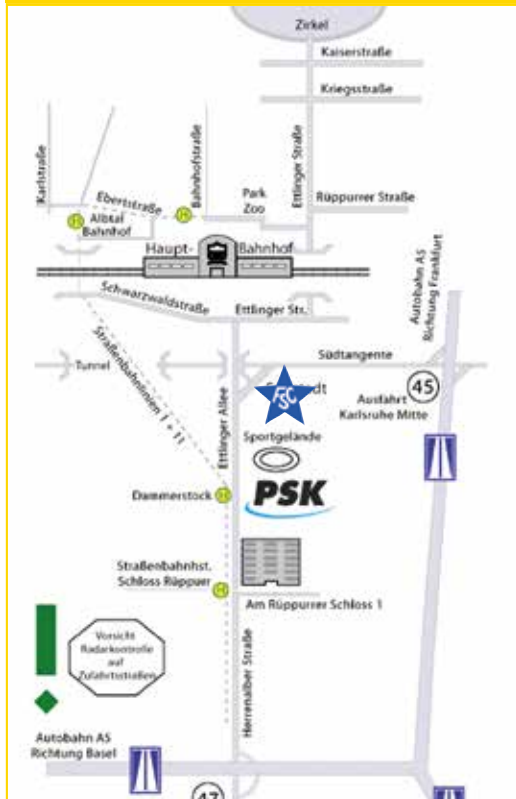 Zirkel
Kaiserstraße
Kriegsstraße
Karlstraße
Bahnhofstraße
Ettlinger Straße
Ebertstraße
Park
Zoo
Rüppurrer Straße
H
H
Albtal
Bahnhof
Haupt-
Bahnhof
Autobahn A5
Richtung Frankfurt
Schwarzwaldstraße
Ettlinger Str.
Südtangente
Tunnel
Straßenbahnlinien 1 + 11
Ettlinger Allee
FSC
45
Ausfahrt
Karlsruhe Mitte
Sportgelände
Dammerstock
H
PSK
Straßenbahnhst.
Schloss Rüppurr
H
Am Rüppurrer Schloss 1
Herrenalber Straße
Vorsicht
Radarkontrolle
auf
Zufahrtsstraßen
Autobahn A5
Richtung Basel
47